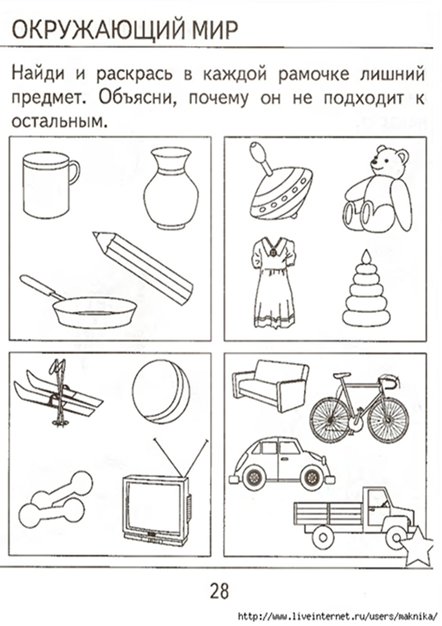 ОКРУЖАЮЩИЙ МИР
Найди и раскрась в каждой рамочке лишний
предмет. Объясни, почему он не подходит к
остальным.
28
http://www.liveinternet.ru/users/maknika/